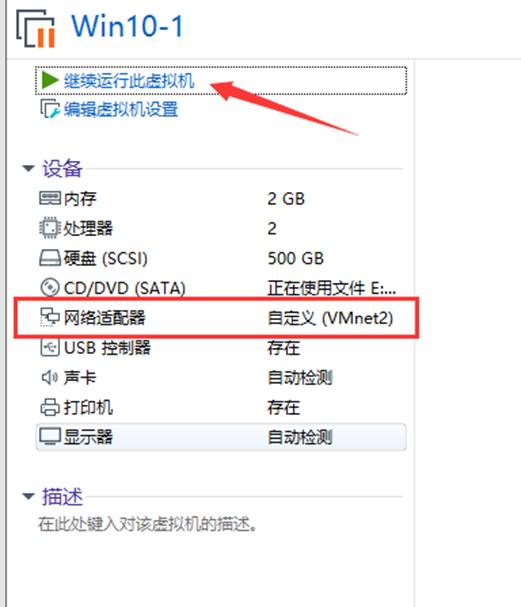 Win10-1
继续运行此虚拟机
编辑虚拟机设置
设备
内存 2 GB
处理器 2
硬盘 (SCSI) 500 GB
CD/DVD (SATA) 正在使用文件 E:...
网络适配器 自定义 (VMnet2)
USB 控制器 存在
声卡 自动检测
打印机 存在
显示器 自动检测
描述
在此处键入对该虚拟机的描述。